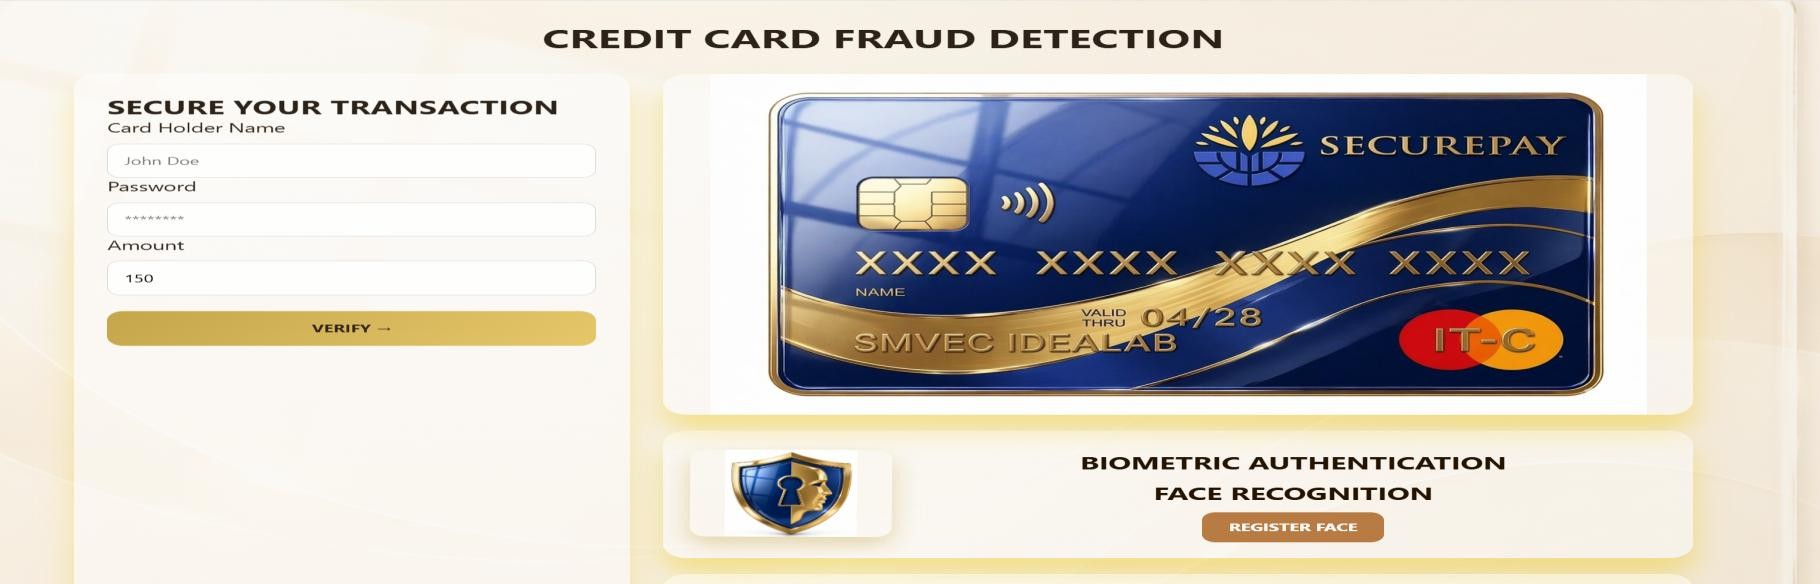 CREDIT CARD FRAUD DETECTION
SECURE YOUR TRANSACTION
Card Holder Name
John Doe
Password
********
Amount
150
VERIFY →
SECUREPAY
XXXX XXXX XXXX XXXX
NAME
VALID THRU 04/28
SMVEC IDEALAB
IT-C
BIOMETRIC AUTHENTICATION
FACE RECOGNITION
REGISTER FACE